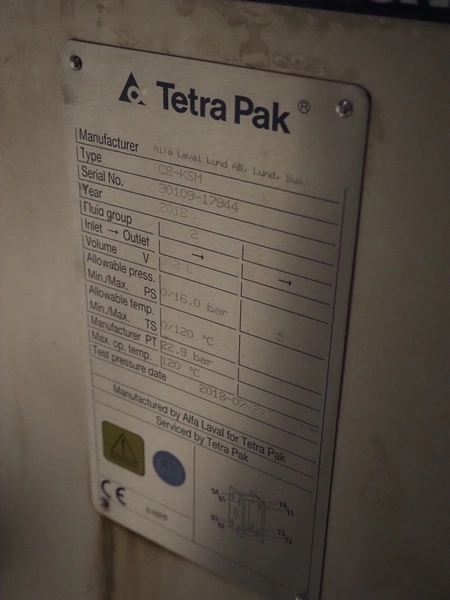 Tetra Pak ®
Manufacturer Alfa Laval Lund AB, Lund,
Type C8-KSM
Serial No. 30109-17944
Year 2018
Fluid group 2
Inlet → Outlet → →
Volume V L
Allowable press. Min./Max. PS 0/16.0 bar
Allowable temp. Min./Max. TS 0/120 °C
Manufacturer PT 22.9 bar
Max. op. temp. 120 °C
Test pressure date 2018-07-
Manufactured by Alfa Laval for Tetra Pak
Serviced by Tetra Pak
CE